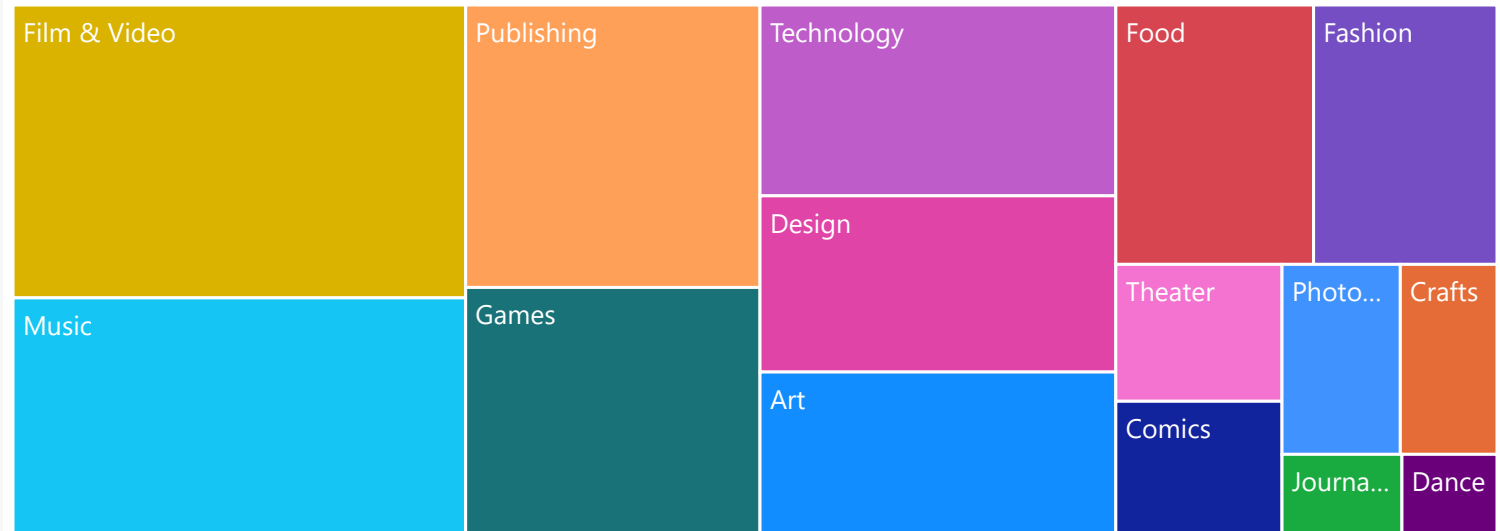 Film & Video
Publishing
Technology
Food
Fashion
Design
Theater
Photo...
Crafts
Music
Games
Art
Comics
Journa...
Dance